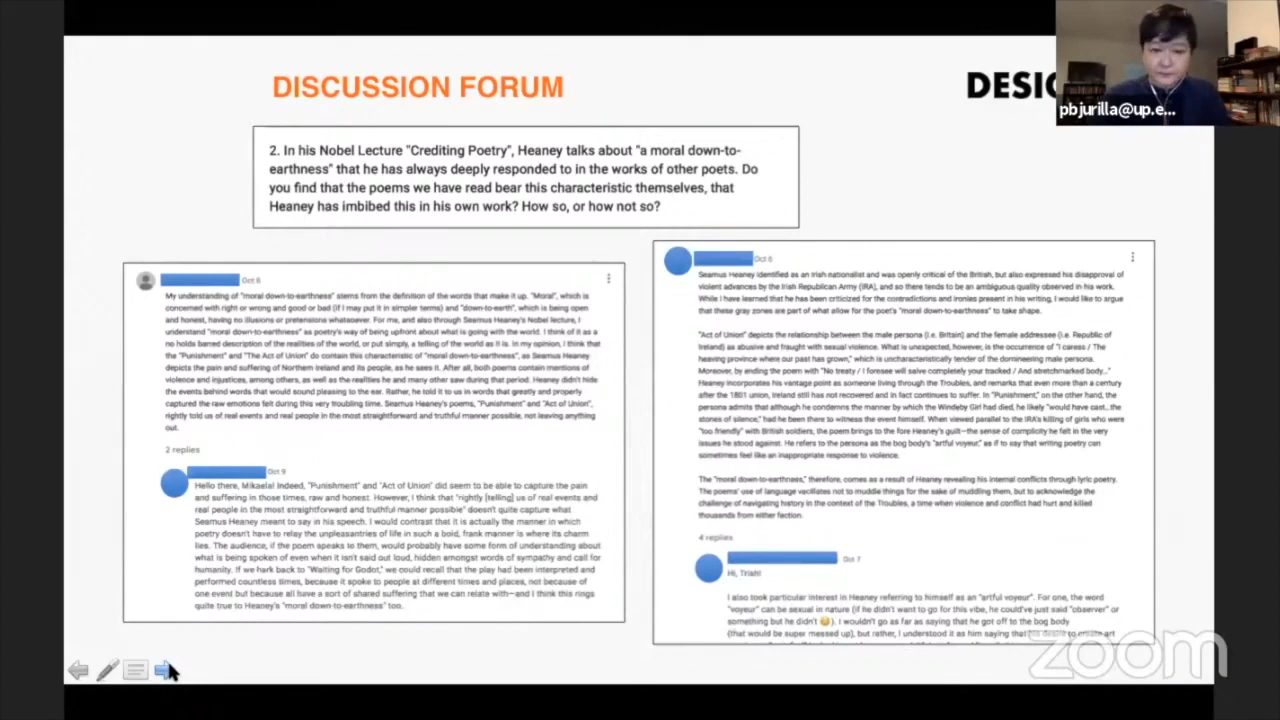 DISCUSSION FORUM
DESIG
pbjurilla@up.e...
2. In his Nobel Lecture "Crediting Poetry", Heaney talks about "a moral down-to-
earthness" that he has always deeply responded to in the works of other poets. Do
you find that the poems we have read bear this characteristic themselves, that
Heaney has imbibed this in his own work? How so, or how not so?
Oct 8
My understanding of "moral down-to-earthness" stems from the definition of the words that make it up. "Moral", which is
concerned with right or wrong and good or bad (if I may put it in simpler terms) and "down-to-earth", which is being open
and honest, having no illusions or pretensions whatsoever. For me, and also through Seamus Heaney's Nobel lecture, I
understand "moral down-to-earthness" as poetry's way of being upfront about what is going with the world. I think of it as a
no holds barred description of the realities of the world, or put simply, a telling of the world as it is. In my opinion, I think that
the "Punishment" and "The Act of Union" do contain this characteristic of "moral down-to-earthness", as Seamus Heaney
depicts the pain and suffering of Northern Ireland and its people, as he sees it. After all, both poems contain mentions of
violence and injustices, among others, as well as the realities he and many other saw during that period. Heaney didn't hide
the events behind words that would sound pleasing to the ear. Rather, he told it to us in words that greatly and properly
captured the raw emotions felt during this very troubling time. Seamus Heaney's poems, "Punishment" and "Act of Union",
rightly told us of real events and real people in the most straightforward and truthful manner possible, not leaving anything
out.
2 replies
Oct 9
Hello there, Mikaela! Indeed, "Punishment" and "Act of Union" did seem to be able to capture the pain
and suffering in those times, raw and honest. However, I think that "rightly [telling] us of real events and
real people in the most straightforward and truthful manner possible" doesn't quite capture what
Seamus Heaney meant to say in his speech. I would contrast that it is actually the manner in which
poetry doesn't have to relay the unpleasantries of life in such a bold, frank manner is where its charm
lies. The audience, if the poem speaks to them, would probably have some form of understanding about
what is being spoken of even when it isn't said out loud, hidden amongst words of sympathy and call for
humanity. If we hark back to "Waiting for Godot," we could recall that the play had been interpreted and
performed countless times, because it spoke to people at different times and places, not because of
one event but because all have a sort of shared suffering that we can relate with—and I think this rings
quite true to Heaney's "moral down-to-earthness" too.
Oct 6
Seamus Heaney identified as an Irish nationalist and was openly critical of the British, but also expressed his disapproval of
violent advances by the Irish Republican Army (IRA), and so there tends to be an ambiguous quality observed in his work.
While I have learned that he has been criticized for the contradictions and ironies present in his writing, I would like to argue
that these gray zones are part of what allow for the poet's "moral down-to-earthness" to take shape.
"Act of Union" depicts the relationship between the male persona (i.e. Britain) and the female addressee (i.e. Republic of
Ireland) as abusive and fraught with sexual violence. What is unexpected, however, is the occurrence of "I caress / The
heaving province where our past has grown," which is uncharacteristically tender of the domineering male persona.
Moreover, by ending the poem with "No treaty / I foresee will salve completely your tracked / And stretchmarked body..."
Heaney incorporates his vantage point as someone living through the Troubles, and remarks that even more than a century
after the 1801 union, Ireland still has not recovered and in fact continues to suffer. In "Punishment," on the other hand, the
persona admits that although he condemns the manner by which the Windeby Girl had died, he likely "would have cast...the
stones of silence," had he been there to witness the event himself. When viewed parallel to the IRA's killing of girls who were
"too friendly" with British soldiers, the poem brings to the fore Heaney's guilt—the sense of complicity he felt in the very
issues he stood against. He refers to the persona as the bog body's "artful voyeur," as if to say that writing poetry can
sometimes feel like an inappropriate response to violence.
The "moral down-to-earthness," therefore, comes as a result of Heaney revealing his internal conflicts through lyric poetry.
The poems' use of language vacillates not to muddle things for the sake of muddling them, but to acknowledge the
challenge of navigating history in the context of the Troubles, a time when violence and conflict had hurt and killed
thousands from either faction.
4 replies
Oct 7
Hi, Trish!
I also took particular interest in Heaney referring to himself as an "artful voyeur". For one, the word
"voyeur" can be sexual in nature (if he didn't want to go for this vibe, he could've just said "observer" or
something but he didn't 😳). I wouldn't go as far as saying that he got off to the bog body
(that would be super messed up), but rather, I understood it as him saying that his desire to create art
zoom